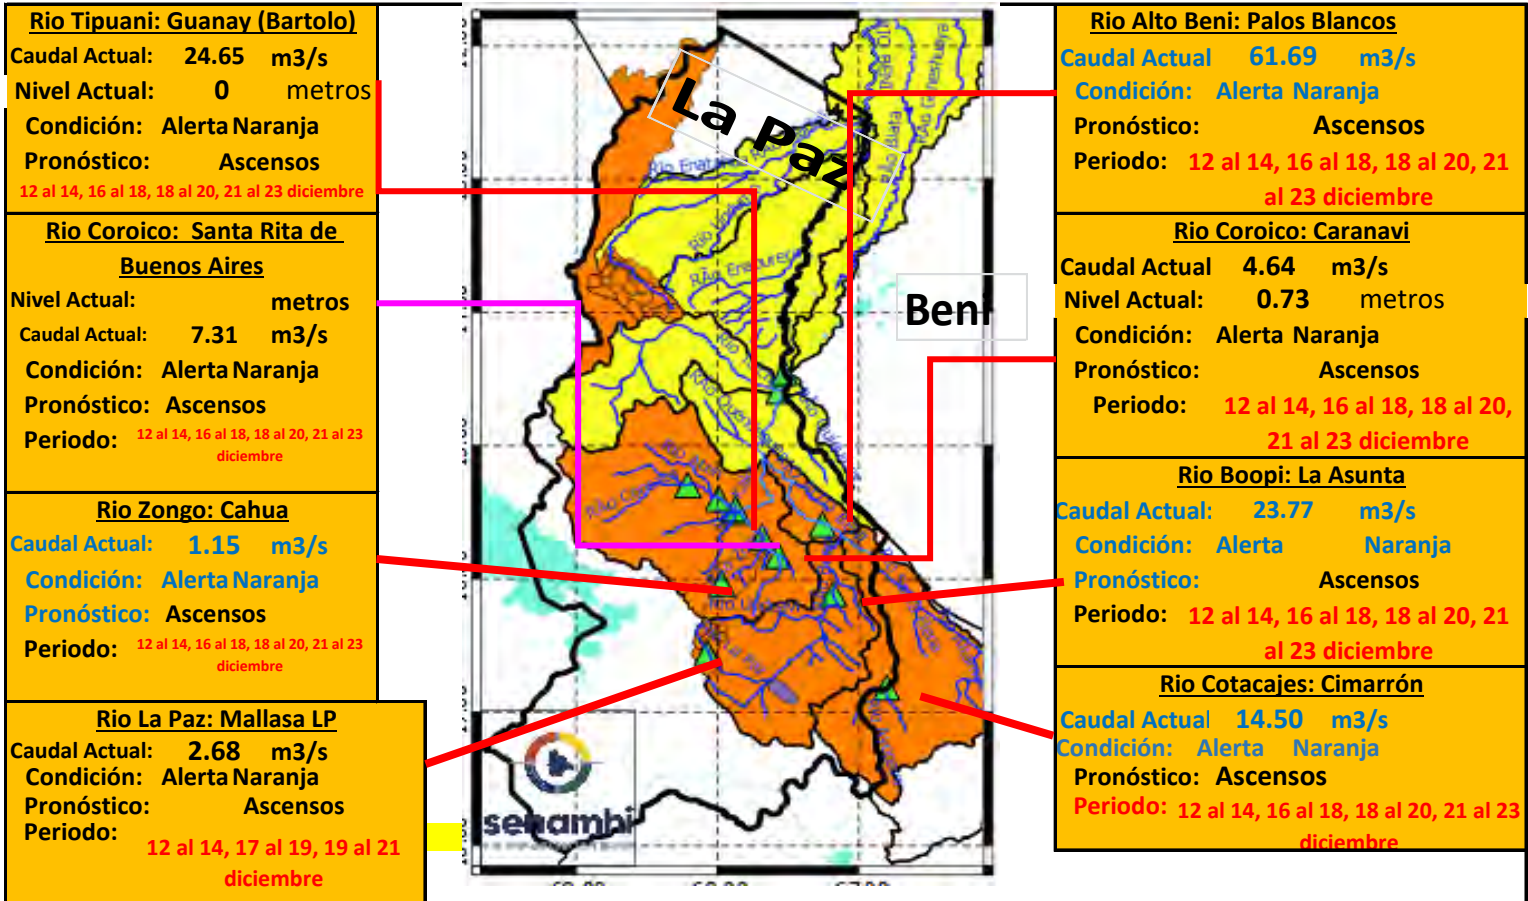 Rio Tipuani: Guanay (Bartolo)
Caudal Actual: 24.65 m3/s
Nivel Actual: 0 metros
Condición: Alerta Naranja
Pronóstico: Ascensos
12 al 14, 16 al 18, 18 al 20, 21 al 23 diciembre
Rio Coroico: Santa Rita de
Buenos Aires
Nivel Actual: metros
Caudal Actual: 7.31 m3/s
Condición: Alerta Naranja
Pronóstico: Ascensos
Periodo: 12 al 14, 16 al 18, 18 al 20, 21 al 23
diciembre
Rio Zongo: Cahua
Caudal Actual: 1.15 m3/s
Condición: Alerta Naranja
Pronóstico: Ascensos
Periodo: 12 al 14, 16 al 18, 18 al 20, 21 al 23
diciembre
Rio La Paz: Mallasa LP
Caudal Actual: 2.68 m3/s
Condición: Alerta Naranja
Pronóstico: Ascensos
Periodo:
12 al 14, 17 al 19, 19 al 21
diciembre
La Paz
Beni
senamhi
Rio Alto Beni: Palos Blancos
Caudal Actual 61.69 m3/s
Condición: Alerta Naranja
Pronóstico: Ascensos
Periodo: 12 al 14, 16 al 18, 18 al 20, 21
al 23 diciembre
Rio Coroico: Caranavi
Caudal Actual 4.64 m3/s
Nivel Actual: 0.73 metros
Condición: Alerta Naranja
Pronóstico: Ascensos
Periodo: 12 al 14, 16 al 18, 18 al 20,
21 al 23 diciembre
Rio Boopi: La Asunta
Caudal Actual: 23.77 m3/s
Condición: Alerta Naranja
Pronóstico: Ascensos
Periodo: 12 al 14, 16 al 18, 18 al 20, 21
al 23 diciembre
Rio Cotacajes: Cimarrón
Caudal Actual 14.50 m3/s
Condición: Alerta Naranja
Pronóstico: Ascensos
Periodo: 12 al 14, 16 al 18, 18 al 20, 21 al 23
diciembre